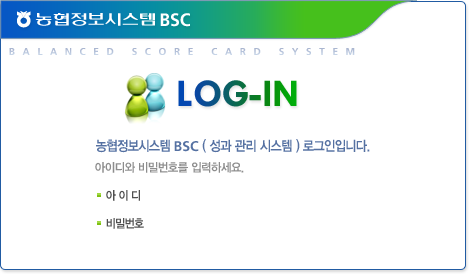 농협정보시스템 BSC
BALANCED SCORE CARD SYSTEM
LOG-IN
농협정보시스템 BSC ( 성과 관리 시스템 ) 로그인입니다.
아이디와 비밀번호를 입력하세요.
아 이 디
비밀번호